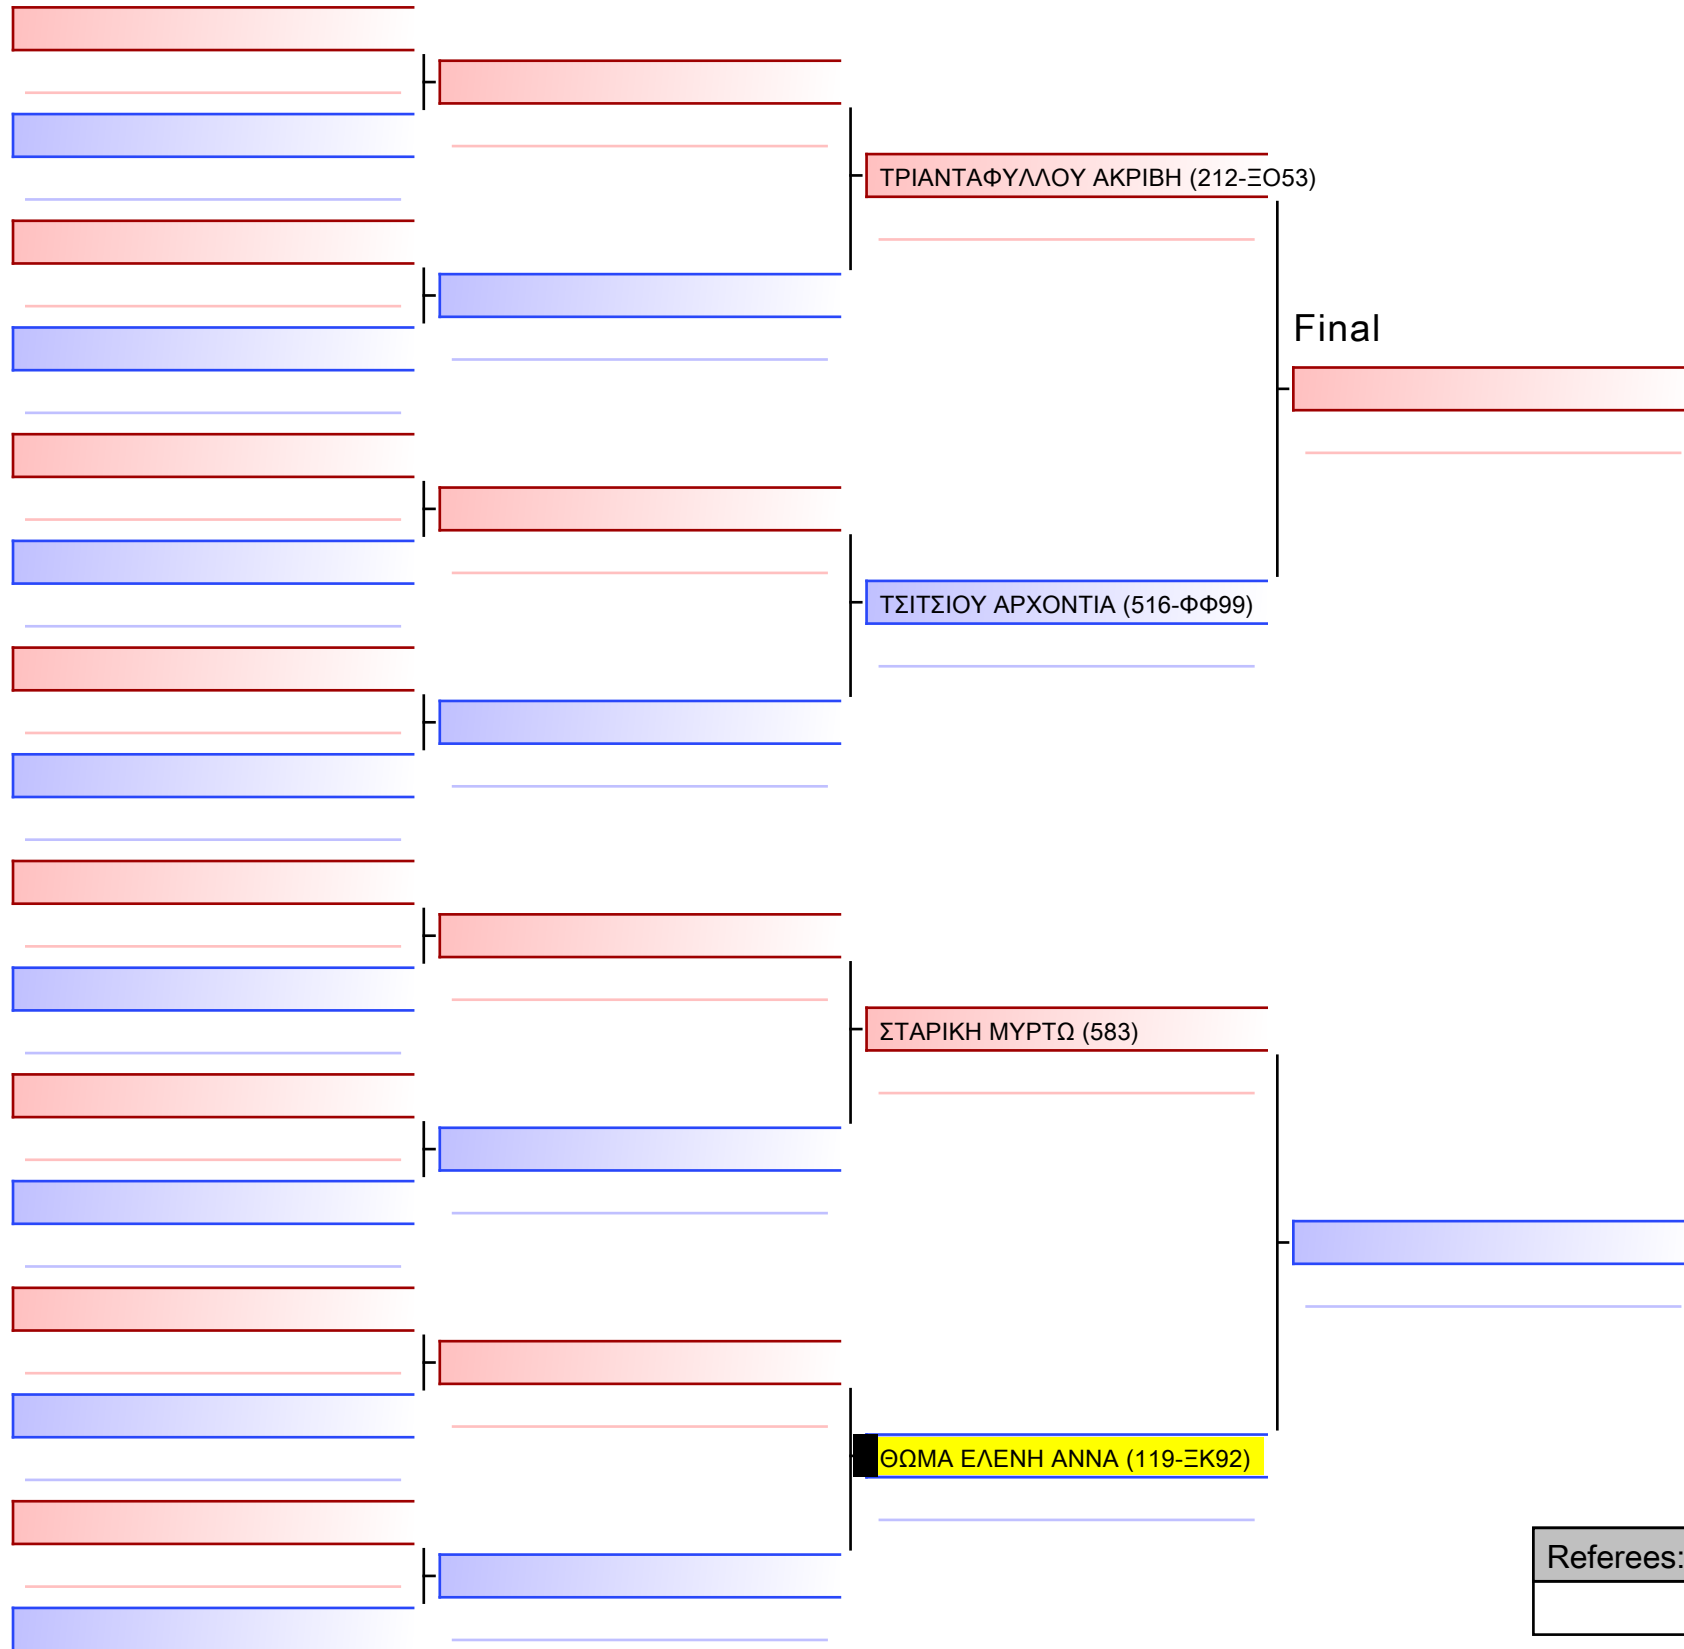 ΤΡΙΑΝΤΑΦΥΛΛΟΥ ΑΚΡΙΒΗ (212-ΞΟ53)
Final
ΤΣΙΤΣΙΟΥ ΑΡΧΟΝΤΙΑ (516-ΦΦ99)
ΣΤΑΡΙΚΗ ΜΥΡΤΩ (583)
ΘΩΜΑ ΕΛΕΝΗ ΑΝΝΑ (119-ΞΚ92)
Referees: